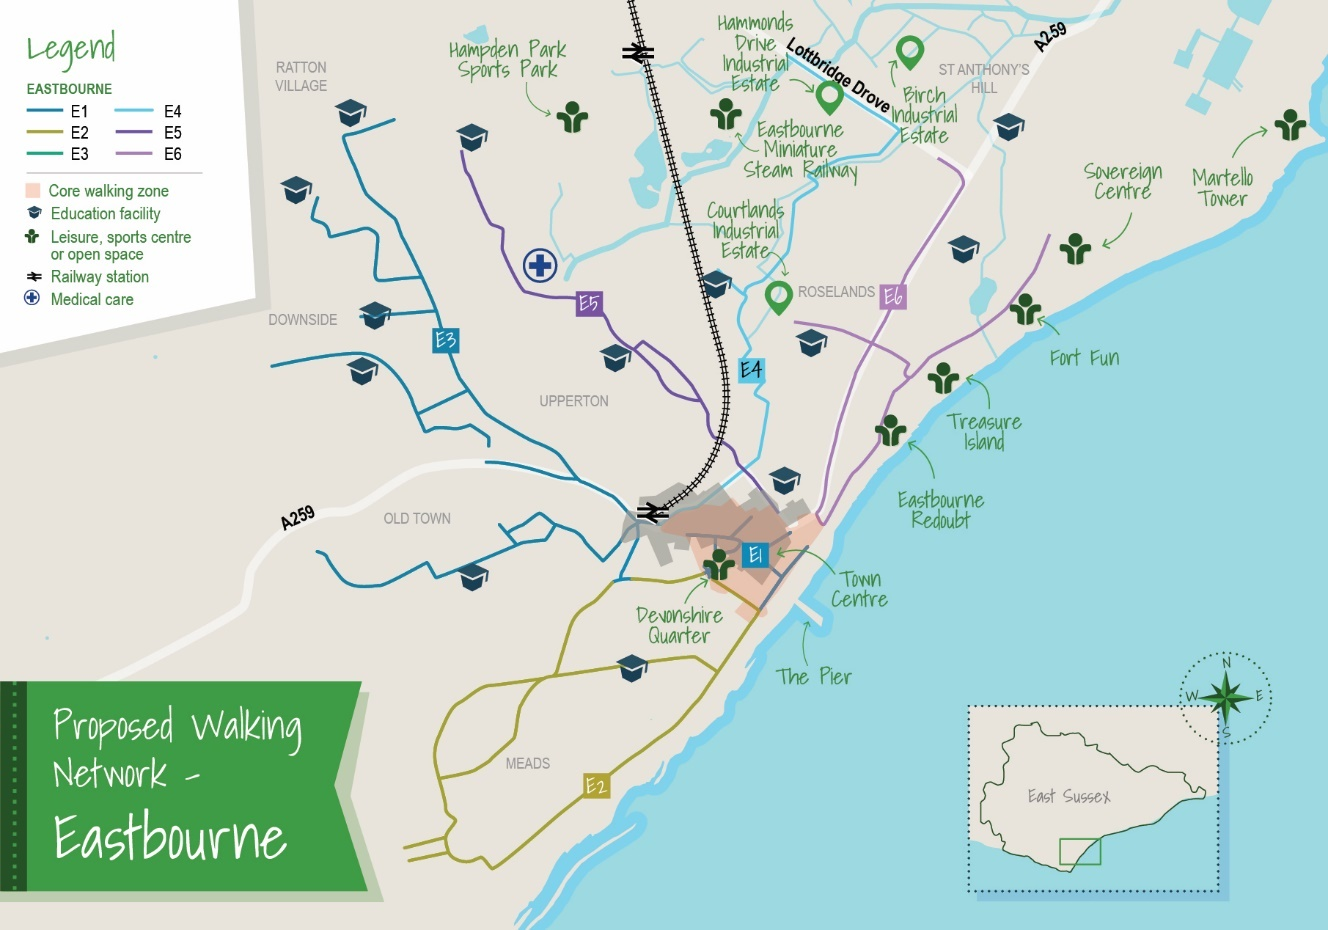 Legend
EASTBOURNE
E1
E4
E2
E5
E3
E6
Core walking zone
Education facility
Leisure, sports centre
or open space
Railway station
Medical care
RATTON
VILLAGE
Hampden Park
Sports Park
Hammonds
Drive
Industrial
Estate
Lottbridge Drove
Birch
Industrial
Estate
ST ANTHONY'S
HILL
A259
Eastbourne
Miniature
Steam Railway
Sovereign
Centre
Martello
Tower
Courtlands
Industrial
Estate
ROSELANDS
E6
E5
DOWNSIDE
E3
E4
Fort Fun
UPPERTON
Treasure
Island
Eastbourne
Redoubt
A259
OLD TOWN
E1
Town
Centre
Devonshire
Quarter
The Pier
MEADS
E2
Proposed Walking
Network -
Eastbourne
N
W
E
S
East Sussex